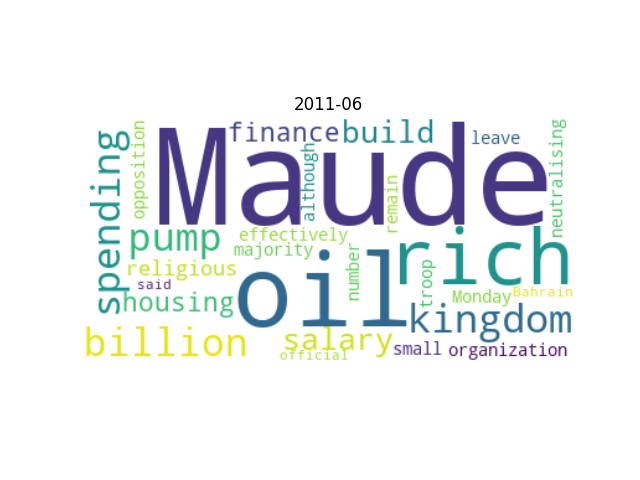 2011-06
Maude
finance
build
leave
opposition
although
neutralising
spending
remain
pump
effectively
majority
rich
religious
said
number
troop
Monday
Bahrain
housing
oil
kingdom
billion
salary
official
small
organization